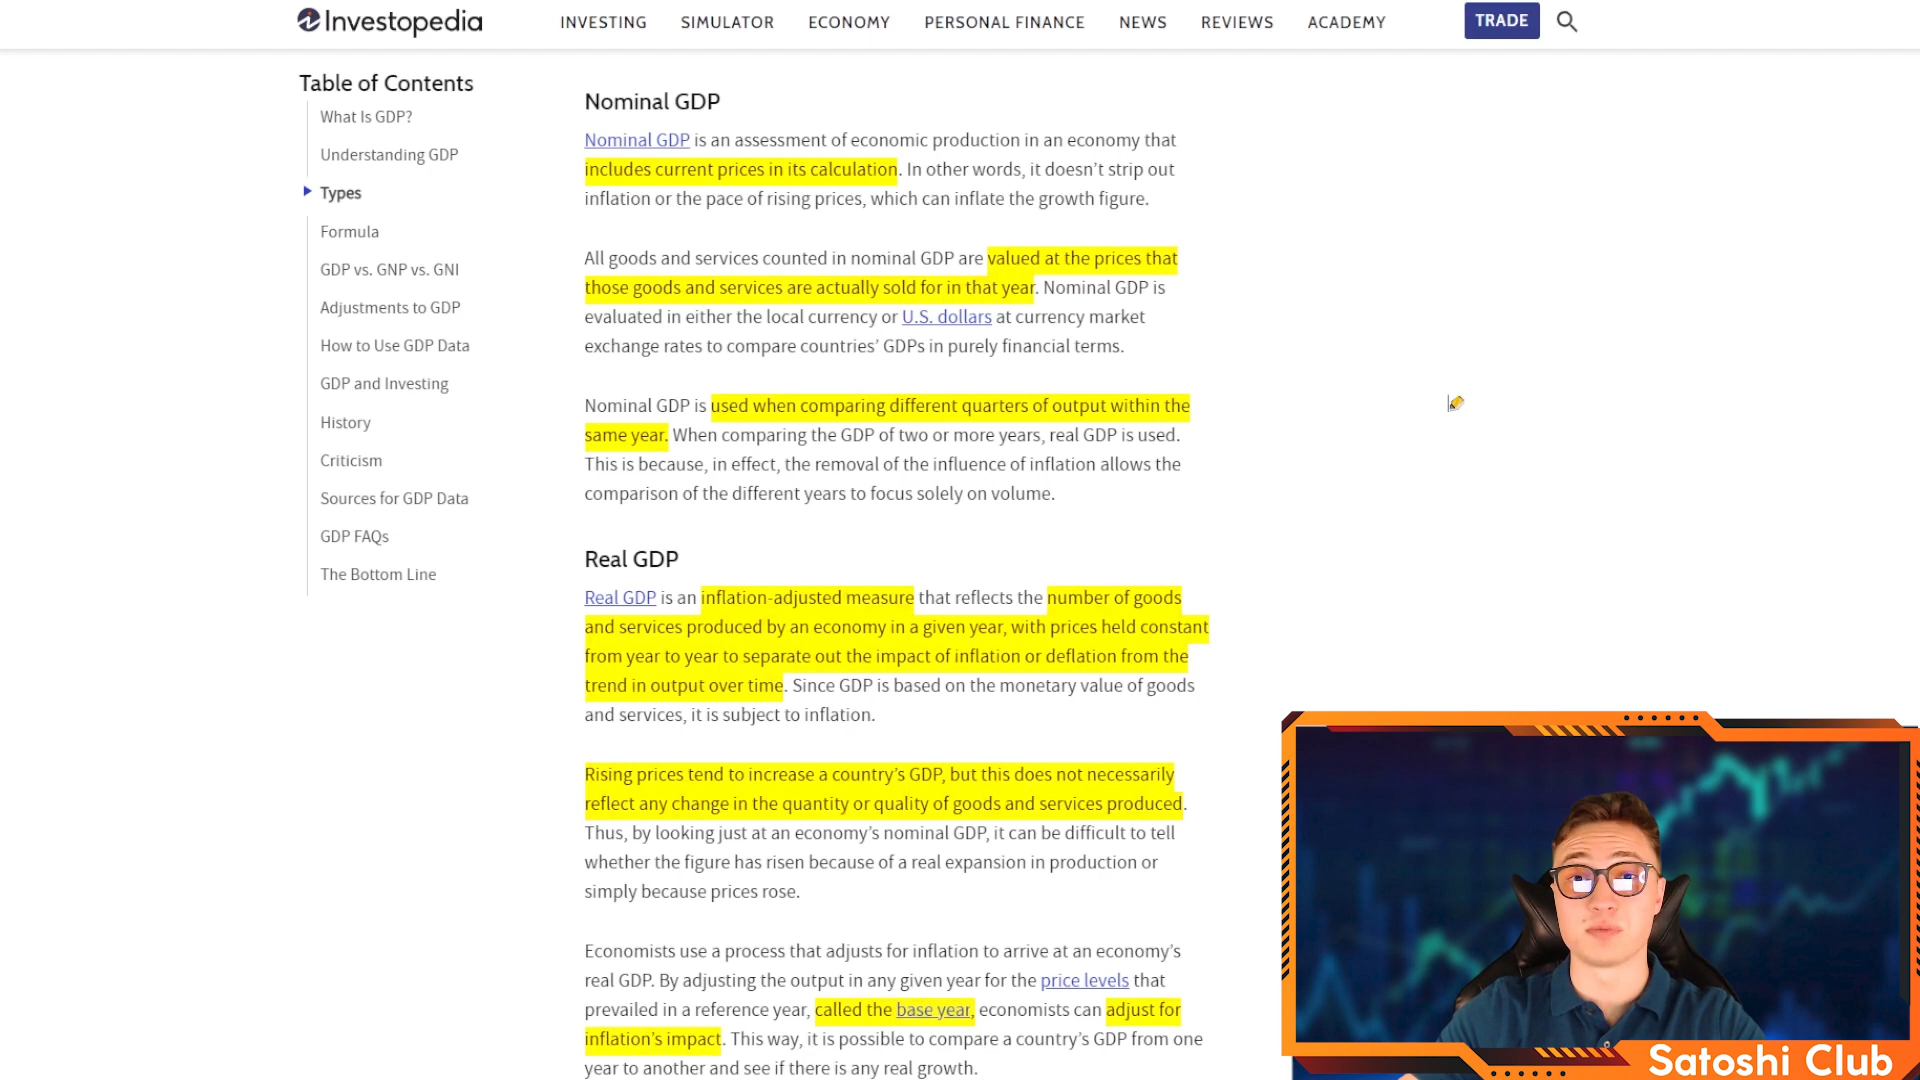 Investopedia
INVESTING SIMULATOR ECONOMY PERSONAL FINANCE NEWS REVIEWS ACADEMY TRADE
Table of Contents
What Is GDP?
Understanding GDP
Types
Formula
GDP vs. GNP vs. GNI
Adjustments to GDP
How to Use GDP Data
GDP and Investing
History
Criticism
Sources for GDP Data
GDP FAQs
The Bottom Line
Nominal GDP
Nominal GDP is an assessment of economic production in an economy that
includes current prices in its calculation. In other words, it doesn’t strip out
inflation or the pace of rising prices, which can inflate the growth figure.
All goods and services counted in nominal GDP are valued at the prices that
those goods and services are actually sold for in that year. Nominal GDP is
evaluated in either the local currency or U.S. dollars at currency market
exchange rates to compare countries’ GDPs in purely financial terms.
Nominal GDP is used when comparing different quarters of output within the
same year. When comparing the GDP of two or more years, real GDP is used.
This is because, in effect, the removal of the influence of inflation allows the
comparison of the different years to focus solely on volume.
Real GDP
Real GDP is an inflation-adjusted measure that reflects the number of goods
and services produced by an economy in a given year, with prices held constant
from year to year to separate out the impact of inflation or deflation from the
trend in output over time. Since GDP is based on the monetary value of goods
and services, it is subject to inflation.
Rising prices tend to increase a country’s GDP, but this does not necessarily
reflect any change in the quantity or quality of goods and services produced.
Thus, by looking just at an economy’s nominal GDP, it can be difficult to tell
whether the figure has risen because of a real expansion in production or
simply because prices rose.
Economists use a process that adjusts for inflation to arrive at an economy’s
real GDP. By adjusting the output in any given year for the price levels that
prevailed in a reference year, called the base year, economists can adjust for
inflation’s impact. This way, it is possible to compare a country’s GDP from one
year to another and see if there is any real growth.
Satoshi Club